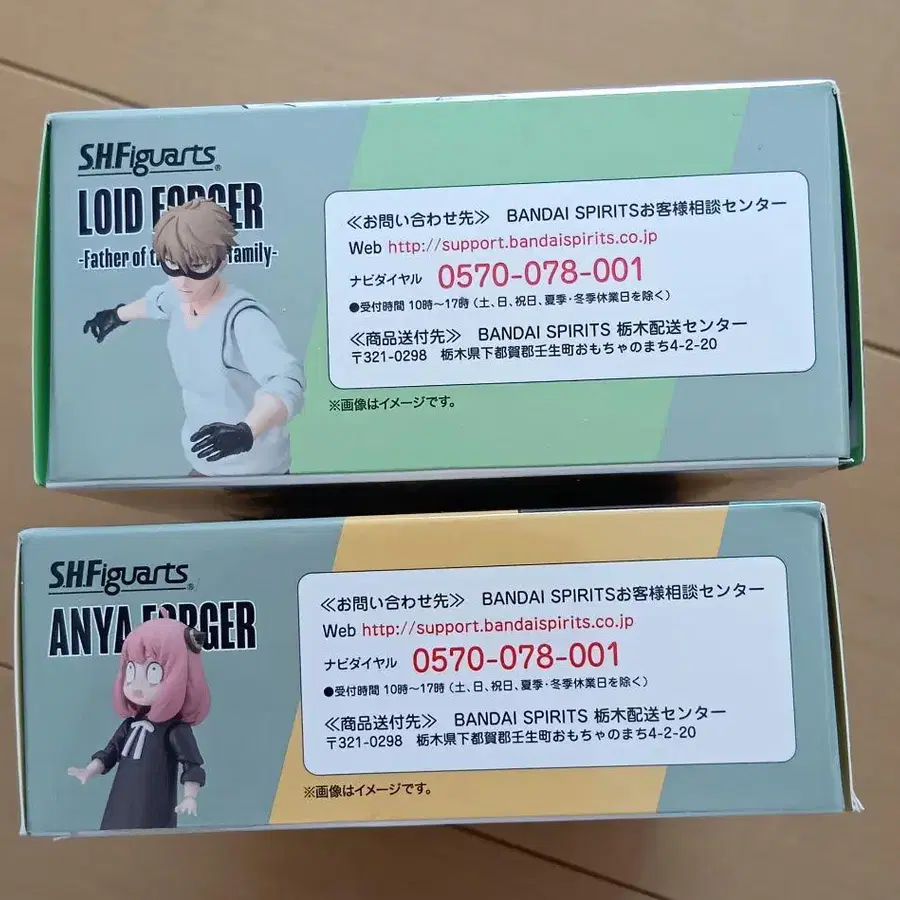 S.H.Figuarts®
LOID FORGER
-Father of family-
≪お問い合わせ先≫ BANDAI SPIRITSお客様相談センター
Web http://support.bandaispirits.co.jp
ナビダイヤル 0570-078-001
●受付時間 10時～17時（土、日、祝日、夏季・冬季休業日を除く）
≪商品送付先≫ BANDAI SPIRITS 栃木配送センター
〒321-0298 栃木県下都賀郡壬生町おもちゃのまち4-2-20
※画像はイメージです。
S.H.Figuarts®
ANYA FORGER
≪お問い合わせ先≫ BANDAI SPIRITSお客様相談センター
Web http://support.bandaispirits.co.jp
ナビダイヤル 0570-078-001
●受付時間 10時～17時（土、日、祝日、夏季・冬季休業日を除く）
≪商品送付先≫ BANDAI SPIRITS 栃木配送センター
〒321-0298 栃木県下都賀郡壬生町おもちゃのまち4-2-20
※画像はイメージです。